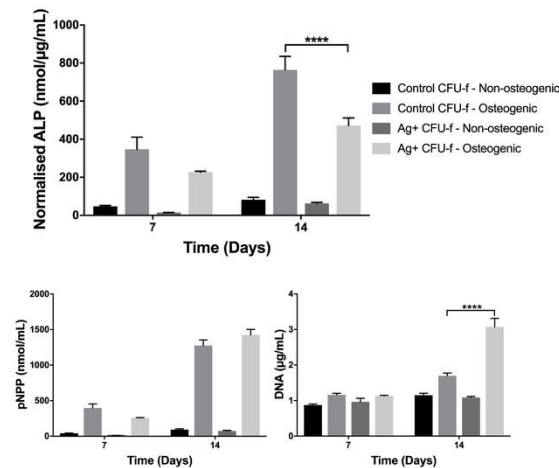 Normalised ALP (nmol/µg/mL)
1000
800
600
400
200
0
****
7
14
Time (Days)
Control CFU-f - Non-osteogenic
Control CFU-f - Osteogenic
Ag+ CFU-f - Non-osteogenic
Ag+ CFU-f - Osteogenic
pNPP (nmol/mL)
2000
1500
1000
500
0
7
14
Time (Days)
DNA (µg/mL)
4
3
2
1
0
****
7
14
Time (Days)